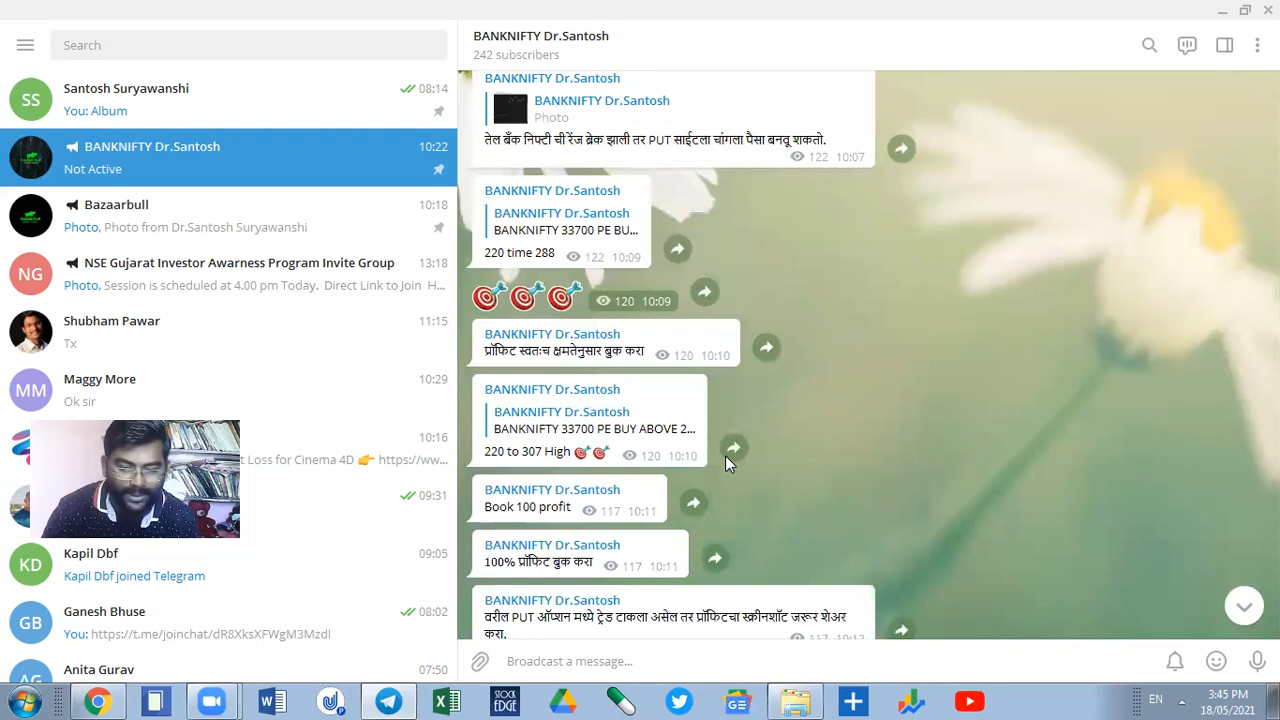 Search
BANKNIFTY Dr.Santosh
242 subscribers
SS
Santosh Suryawanshi
08:14
You: Album
BANKNIFTY Dr.Santosh
10:22
Not Active
Bazaarbull
10:18
Photo, Photo from Dr.Santosh Suryawanshi
NG
NSE Gujarat Investor Awarness Program Invite Group
13:18
Photo, Session is scheduled at 4.00 pm Today. Direct Link to Join H...
Shubham Pawar
11:15
Tx
MM
Maggy More
10:29
Ok sir
10:16
t Loss for Cinema 4D 👉 https://ww...
09:31
KD
Kapil Dbf
09:05
Kapil Dbf joined Telegram
GB
Ganesh Bhuse
08:02
You: https://t.me/joinchat/dR8XksXFWgM3MzdI
Anita Gurav
07:50
BANKNIFTY Dr.Santosh
BANKNIFTY Dr.Santosh
Photo
तेल बँक निफ्टी ची रेंज ब्रेक झाली तर PUT साईटला चांगला पैसा बनवू शकतो.
122 10:07
BANKNIFTY Dr.Santosh
BANKNIFTY Dr.Santosh
BANKNIFTY 33700 PE BU...
220 time 288
122 10:09
🎯🎯🎯 120 10:09
BANKNIFTY Dr.Santosh
प्रॉफिट स्वतःच क्षमतेनुसार बुक करा
120 10:10
BANKNIFTY Dr.Santosh
BANKNIFTY Dr.Santosh
BANKNIFTY 33700 PE BUY ABOVE 2...
220 to 307 High 🎯🎯
120 10:10
BANKNIFTY Dr.Santosh
Book 100 profit
117 10:11
BANKNIFTY Dr.Santosh
100% प्रॉफिट बुक करा
117 10:11
BANKNIFTY Dr.Santosh
वरील PUT ऑप्शन मध्ये ट्रेड टाकला असेल तर प्रॉफिटचा स्क्रीनशॉट जरूर शेअर
करा.
117 10:12
Broadcast a message...
STOCK
EDGE
EN
3:45 PM
18/05/2021